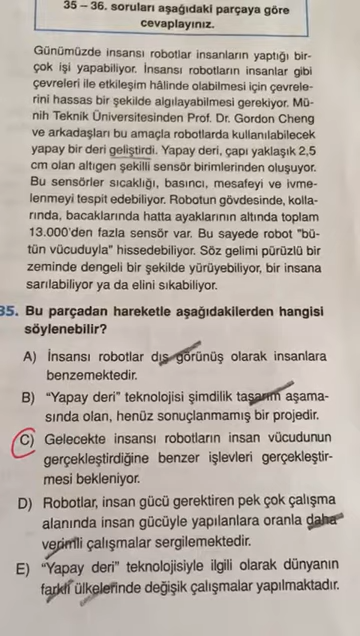 35 – 36. soruları aşağıdaki parçaya göre
cevaplayınız.
Günümüzde insansı robotlar insanların yaptığı bir-
çok işi yapabiliyor. İnsansı robotların insanlar gibi
çevreleri ile etkileşim hâlinde olabilmesi için çevrele-
rini hassas bir şekilde algılayabilmesi gerekiyor. Mü-
nih Teknik Üniversitesinden Prof. Dr. Gordon Cheng
ve arkadaşları bu amaçla robotlarda kullanılabilecek
yapay bir deri geliştirdi. Yapay deri, çapı yaklaşık 2,5
cm olan altıgen şekilli sensör birimlerinden oluşuyor.
Bu sensörler sıcaklığı, basıncı, mesafeyi ve ivme-
lenmeyi tespit edebiliyor. Robotun gövdesinde, kolla-
rında, bacaklarında hatta ayaklarının altında toplam
13.000'den fazla sensör var. Bu sayede robot "bü-
tün vücuduyla" hissedebiliyor. Söz gelimi pürüzlü bir
zeminde dengeli bir şekilde yürüyebiliyor, bir insana
sarılabiliyor ya da elini sıkabiliyor.
35. Bu parçadan hareketle aşağıdakilerden hangisi
söylenebilir?
A) İnsansı robotlar dış görünüş olarak insanlara
benzemektedir.
B) "Yapay deri" teknolojisi şimdilik tasarım aşama-
sında olan, henüz sonuçlanmamış bir projedir.
C) Gelecekte insansı robotların insan vücudunun
gerçekleştirdiğine benzer işlevleri gerçekleştir-
mesi bekleniyor.
D) Robotlar, insan gücü gerektiren pek çok çalışma
alanında insan gücüyle yapılanlara oranla daha
verimli çalışmalar sergilemektedir.
E) "Yapay deri" teknolojisiyle ilgili olarak dünyanın
farklı ülkelerinde değişik çalışmalar yapılmaktadır.